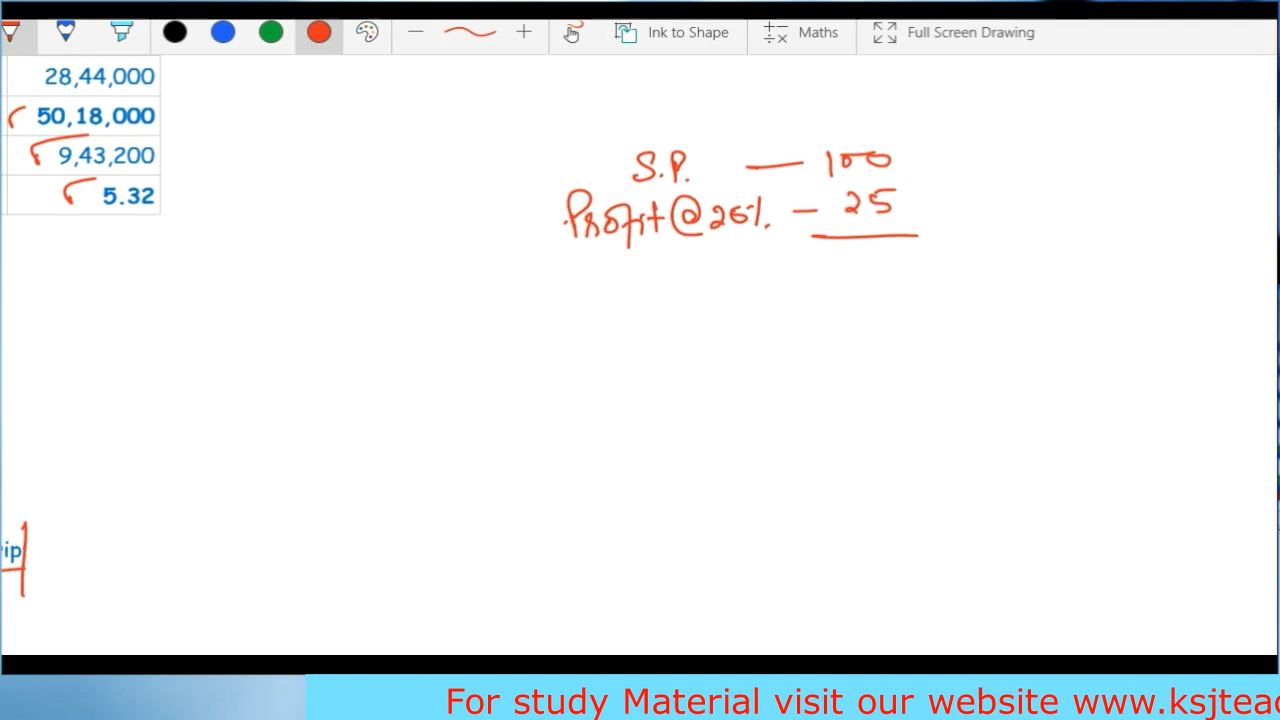 Ink to Shape
Maths
Full Screen Drawing
28,44,000
50,18,000
9,43,200
5.32
S.P. — 100
Profit @ 25% - 25
ip
For study Material visit our website www.ksjteac